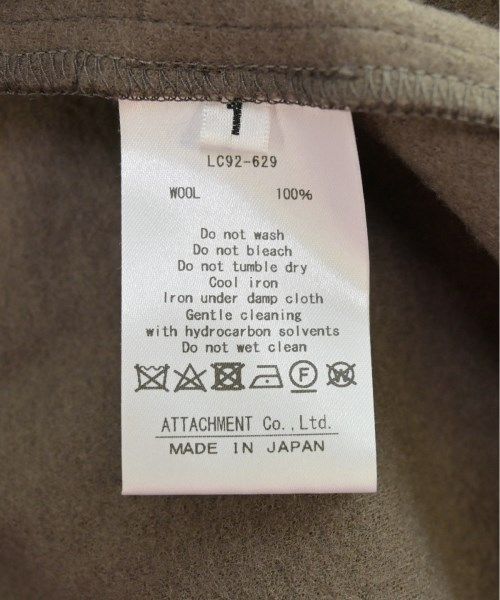 1
LC92-629
WOOL 100%
Do not wash
Do not bleach
Do not tumble dry
Cool iron
Iron under damp cloth
Gentle cleaning
with hydrocarbon solvents
Do not wet clean
F W
ATTACHMENT Co., Ltd.
MADE IN JAPAN